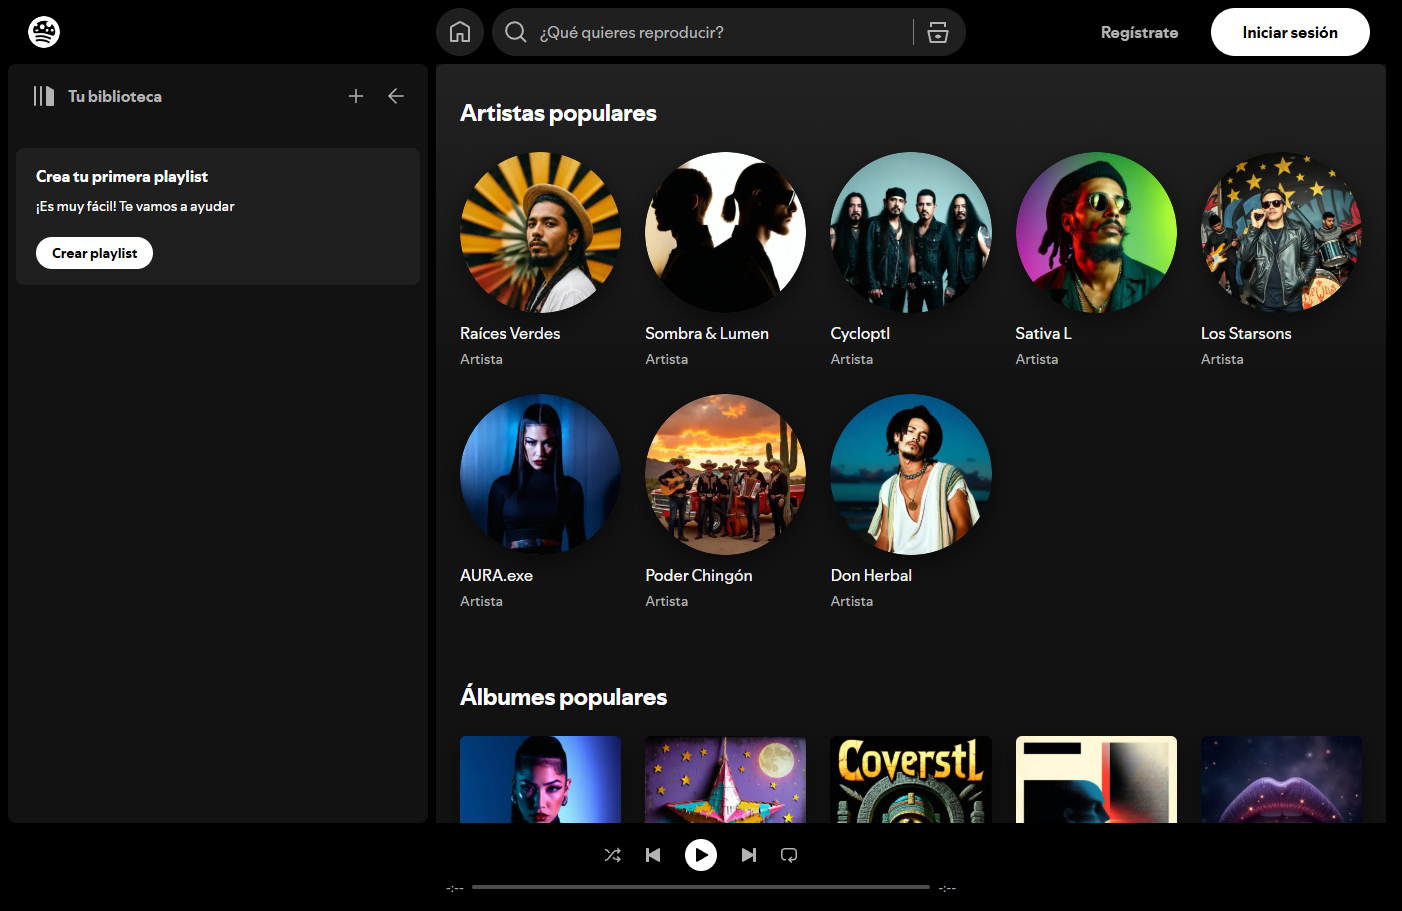 ¿Qué quieres reproducir?
Regístrate
Iniciar sesión
Tu biblioteca
Crea tu primera playlist
¡Es muy fácil! Te vamos a ayudar
Crear playlist
Artistas populares
Raíces Verdes
Artista
Sombra & Lumen
Artista
Cycloptl
Artista
Sativa L
Artista
Los Starsons
Artista
AURA.exe
Artista
Poder Chingón
Artista
Don Herbal
Artista
Álbumes populares
Coverstl
-:--
-:--